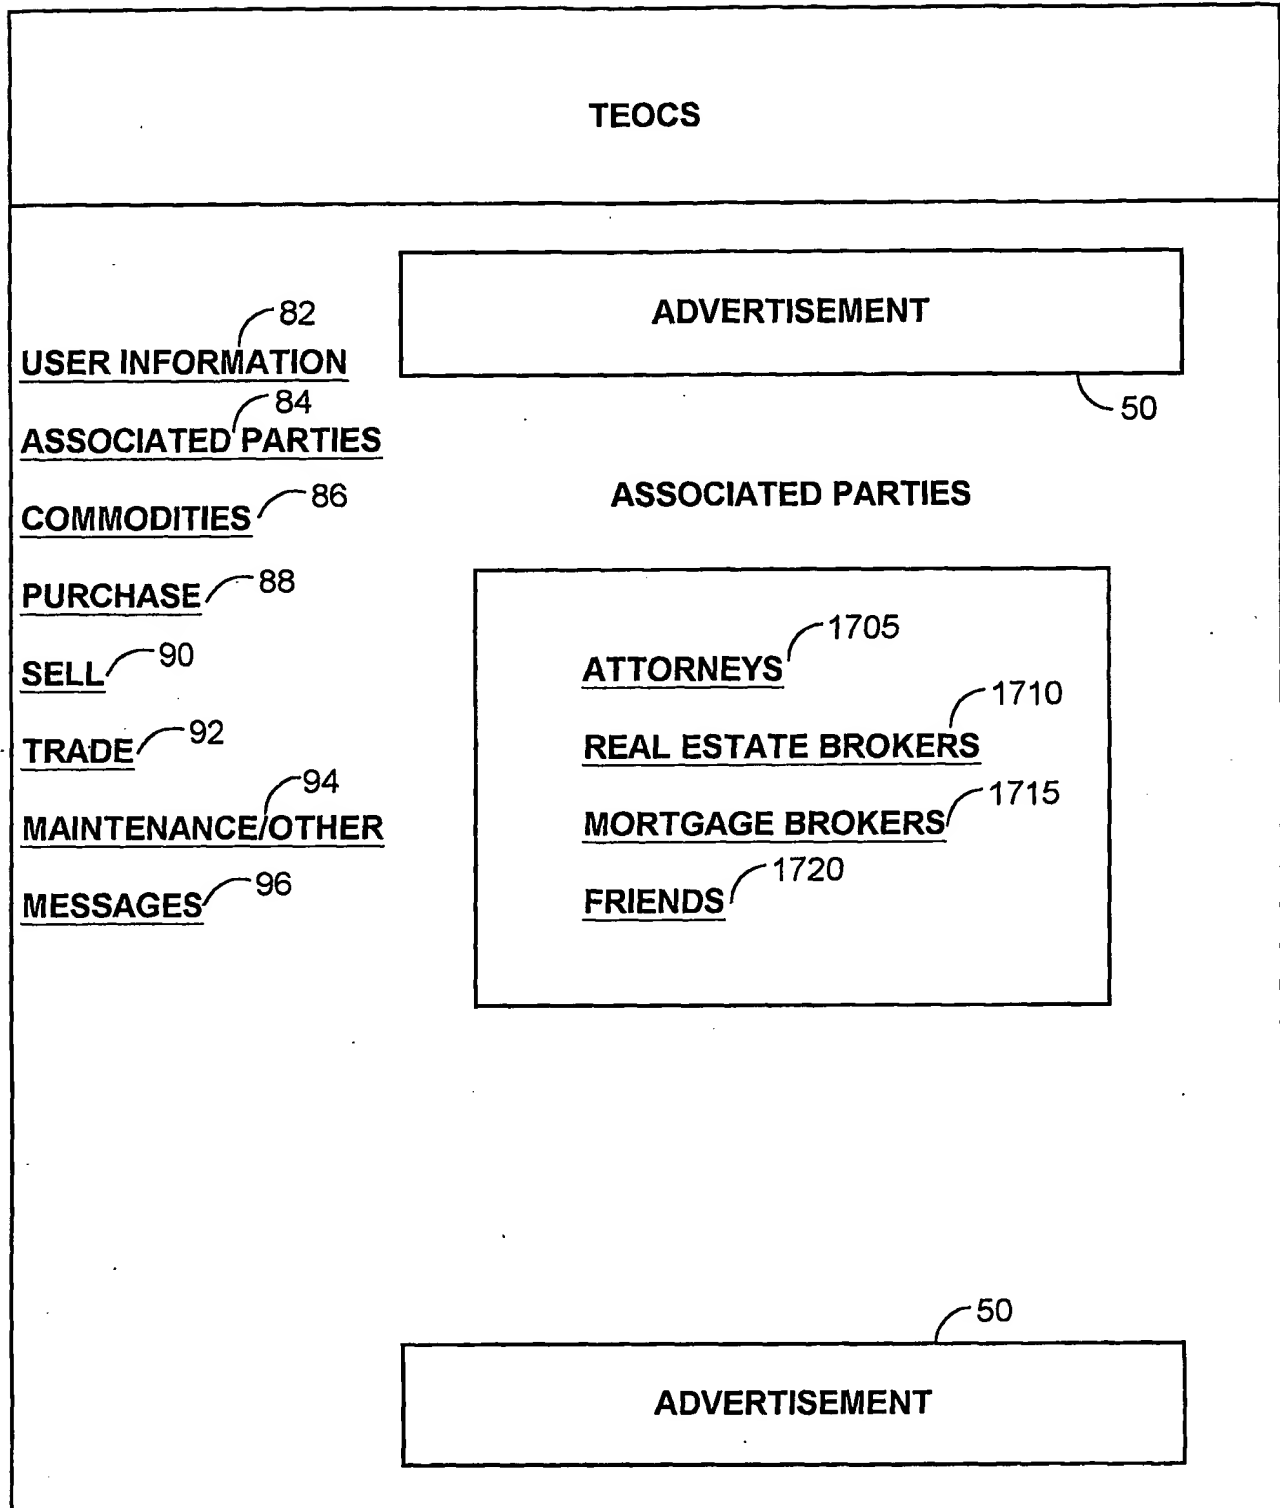 TEOCS
ADVERTISEMENT
50
82
USER INFORMATION
84
ASSOCIATED PARTIES
86
COMMODITIES
88
PURCHASE
90
SELL
92
TRADE
94
MAINTENANCE/OTHER
96
MESSAGES
ASSOCIATED PARTIES
1705
ATTORNEYS
1710
REAL ESTATE BROKERS
1715
MORTGAGE BROKERS
1720
FRIENDS
50
ADVERTISEMENT